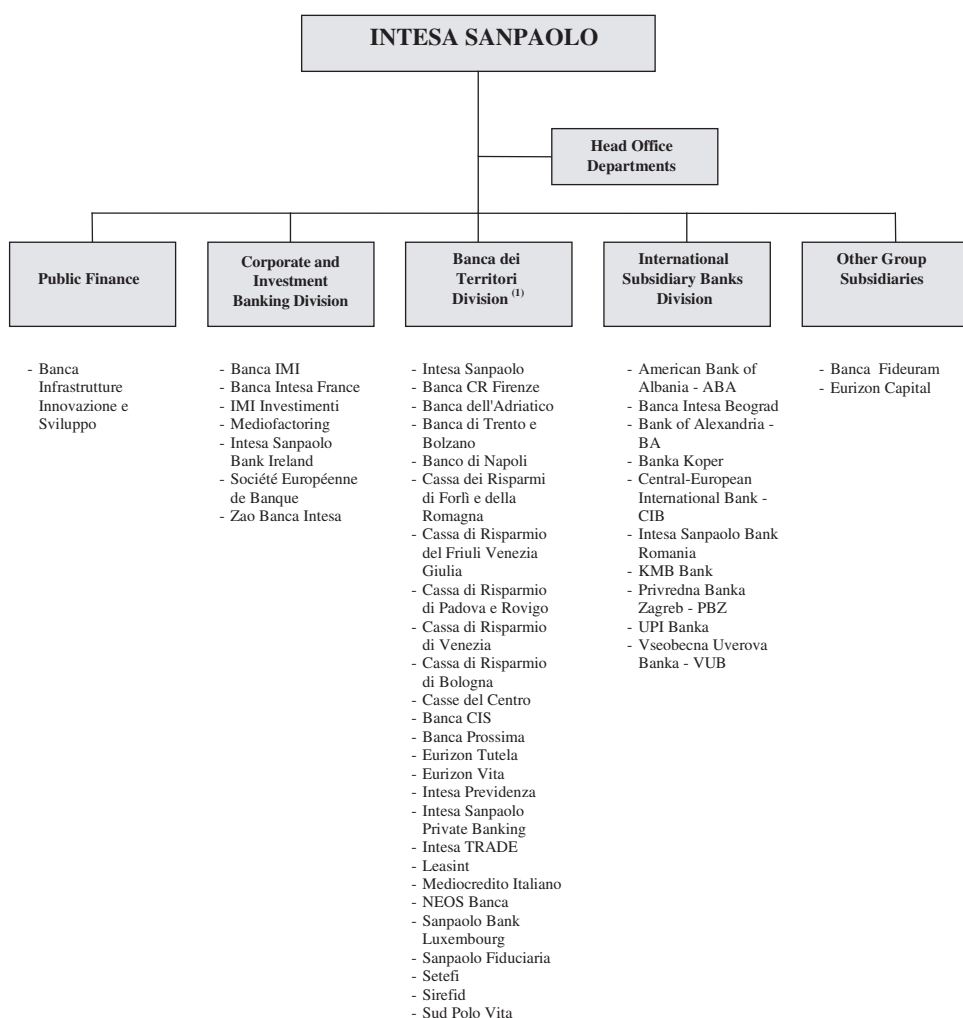 INTESA SANPAOLO
Head Office
Departments
Public Finance
Corporate and
Investment
Banking Division
Banca dei
Territori
Division (1)
International
Subsidiary Banks
Division
Other Group
Subsidiaries
- Banca
Infrastrutture
Innovazione e
Sviluppo
- Banca IMI
- Banca Intesa France
- IMI Investimenti
- Mediofactoring
- Intesa Sanpaolo
Bank Ireland
- Société Européenne
de Banque
- Zao Banca Intesa
- Intesa Sanpaolo
- Banca CR Firenze
- Banca dell'Adriatico
- Banca di Trento e
Bolzano
- Banco di Napoli
- Cassa dei Risparmi
di Forlì e della
Romagna
- Cassa di Risparmio
del Friuli Venezia
Giulia
- Cassa di Risparmio
di Padova e Rovigo
- Cassa di Risparmio
di Venezia
- Cassa di Risparmio
di Bologna
- Casse del Centro
- Banca CIS
- Banca Prossima
- Eurizon Tutela
- Eurizon Vita
- Intesa Previdenza
- Intesa Sanpaolo
Private Banking
- Intesa TRADE
- Leasint
- Mediocredito Italiano
- NEOS Banca
- Sanpaolo Bank
Luxembourg
- Sanpaolo Fiduciaria
- Setefi
- Sirefid
- Sud Polo Vita
- American Bank of
Albania - ABA
- Banca Intesa Beograd
- Bank of Alexandria -
BA
- Banka Koper
- Central-European
International Bank -
CIB
- Intesa Sanpaolo Bank
Romania
- KMB Bank
- Privredna Banka
Zagreb - PBZ
- UPI Banka
- Vseobecna Uverova
Banka - VUB
- Banca Fideuram
- Eurizon Capital